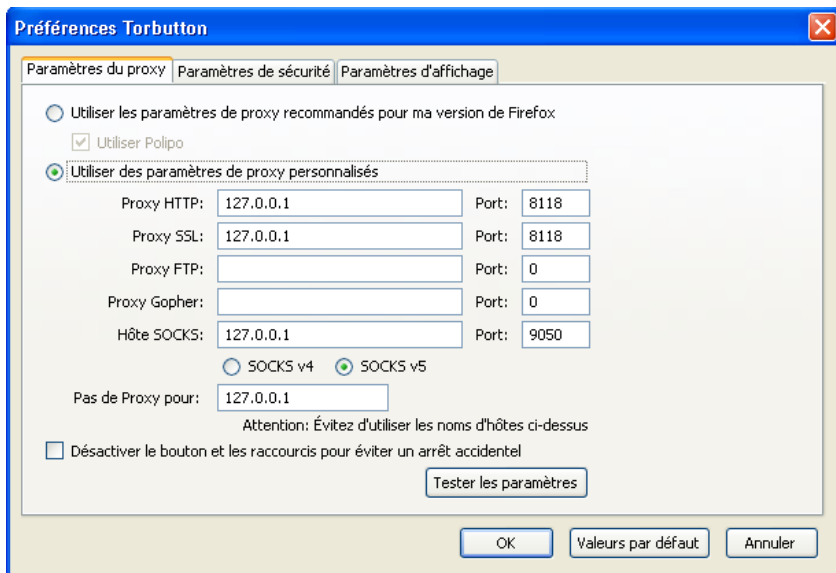 Préférences Torbutton
Paramètres du proxy Paramètres de sécurité Paramètres d'affichage
Utiliser les paramètres de proxy recommandés pour ma version de Firefox
Utiliser Polipo
Utiliser des paramètres de proxy personnalisés
Proxy HTTP: 127.0.0.1 Port: 8118
Proxy SSL: 127.0.0.1 Port: 8118
Proxy FTP: Port: 0
Proxy Gopher: Port: 0
Hôte SOCKS: 127.0.0.1 Port: 9050
SOCKS v4 SOCKS v5
Pas de Proxy pour: 127.0.0.1
Attention: Évitez d'utiliser les noms d'hôtes ci-dessus
Désactiver le bouton et les raccourcis pour éviter un arrêt accidentel
Tester les paramètres
OK Valeurs par défaut Annuler